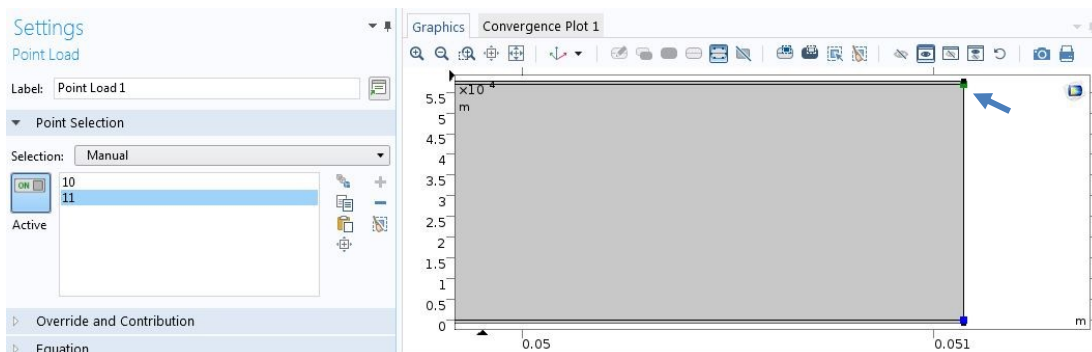 Settings
Point Load
Label: Point Load 1
Point Selection
Selection: Manual
ON
10
11
Active
Override and Contribution
Equation
Graphics Convergence Plot 1
×10 4
m
5.5
5
4.5
4
3.5
3
2.5
2
1.5
1
0.5
0
m
0.05 0.051